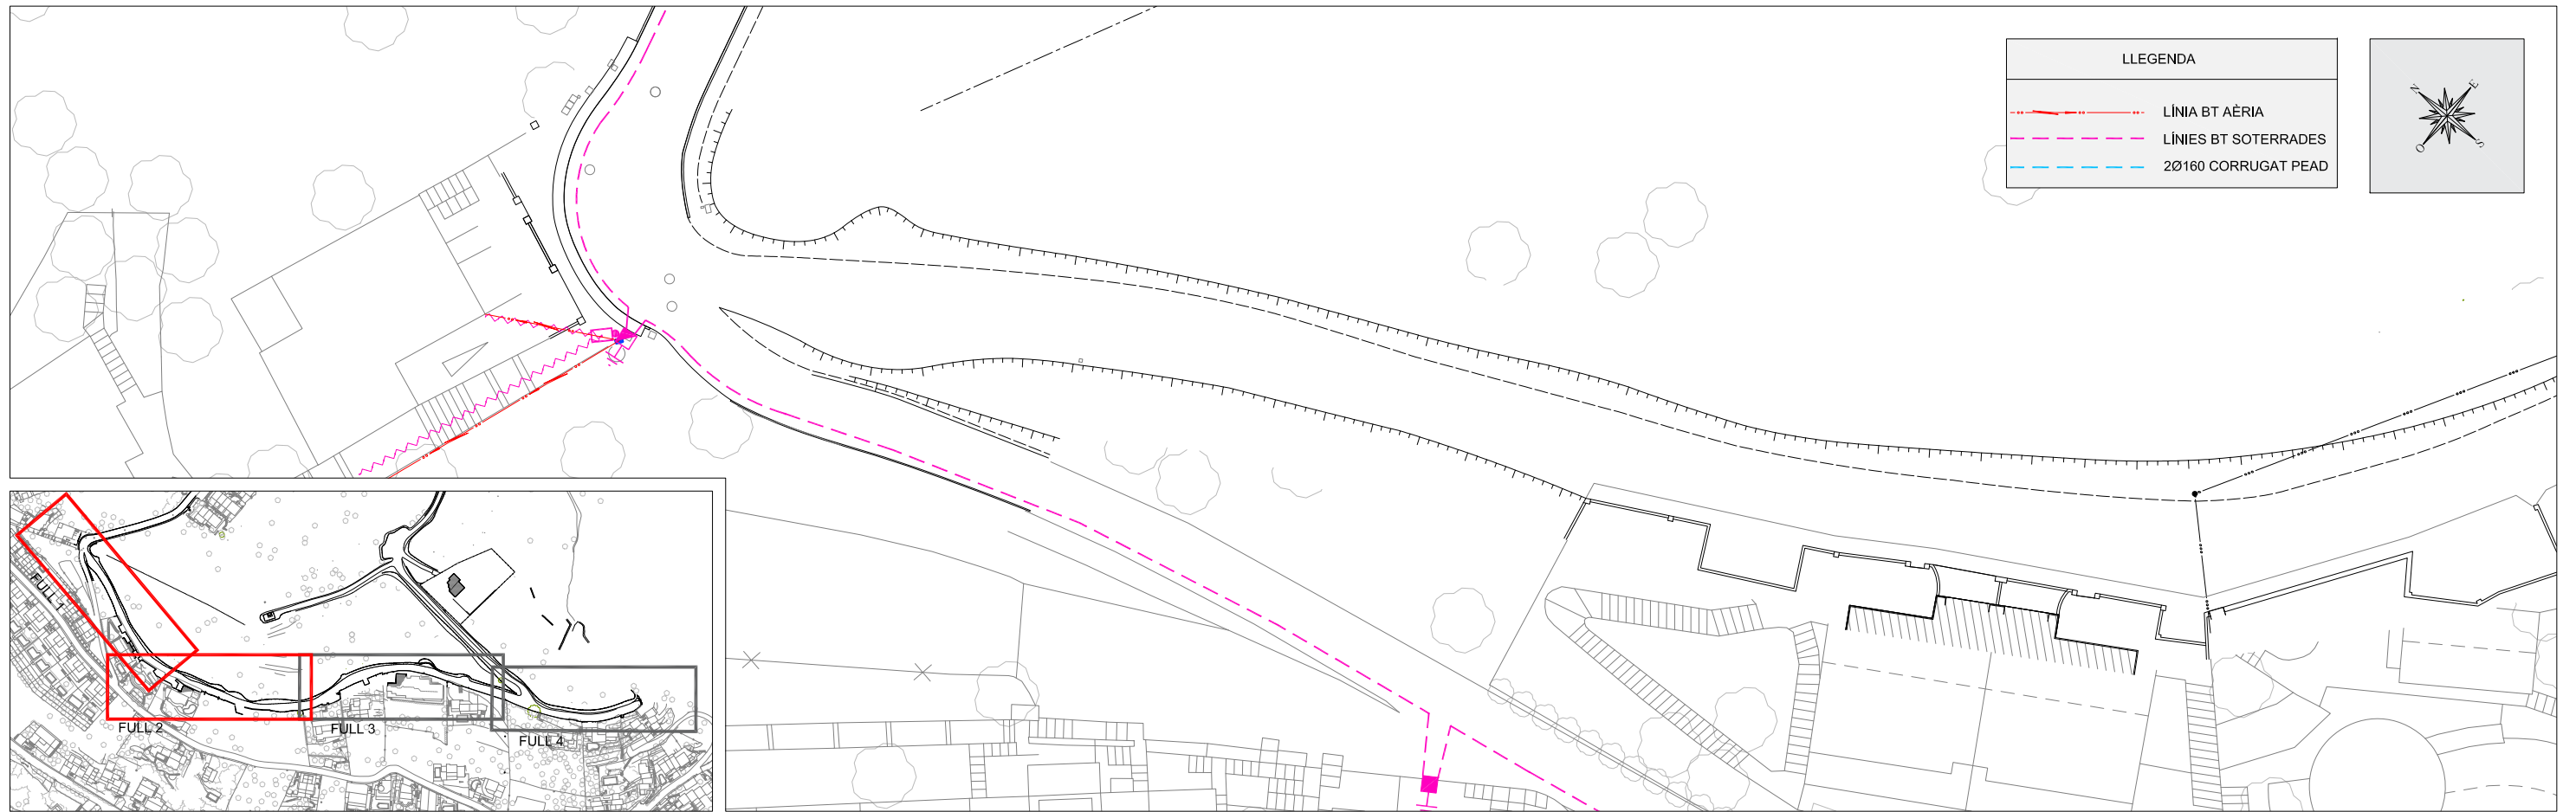 LLEGENDA
LÍNIA BT AÈRIA
LÍNIES BT SOTERRADES
2Ø160 CORRUGAT PEAD
N
E
O
S
FULL 1
FULL 2
FULL 3
FULL 4